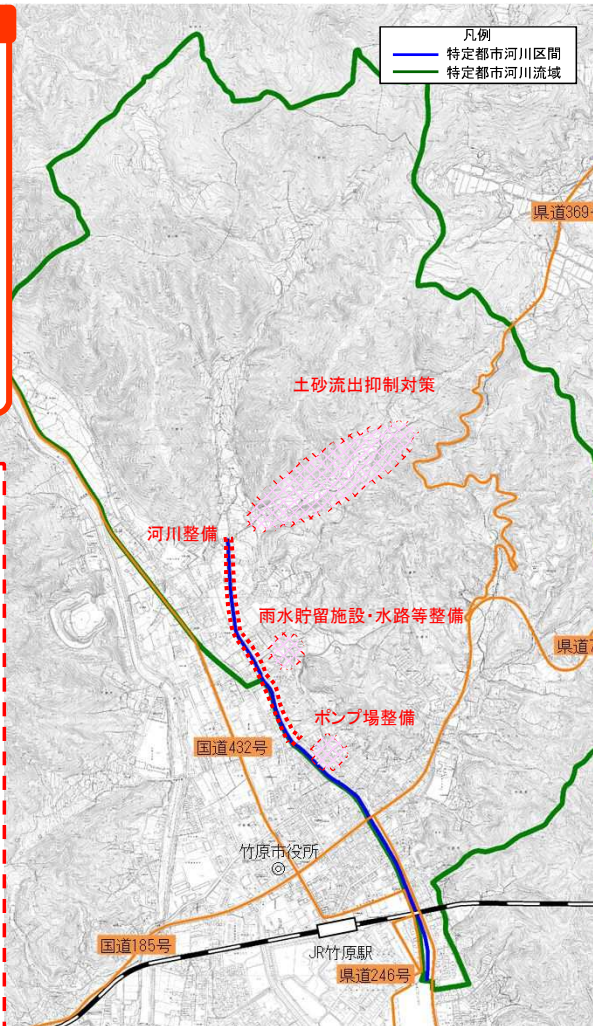 凡例
特定都市河川区間
特定都市河川流域
県道369
土砂流出抑制対策
河川整備
雨水貯留施設・水路等整備
県道7
ポンプ場整備
国道432号
竹原市役所
国道185号
JR竹原駅
県道246号